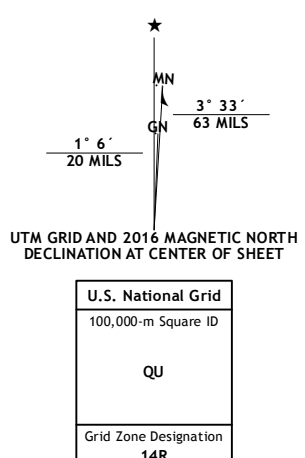 ★
MN
3° 33´
63 MILS
GN
1° 6´
20 MILS
UTM GRID AND 2016 MAGNETIC NORTH
DECLINATION AT CENTER OF SHEET
U.S. National Grid
100,000-m Square ID
QU
Grid Zone Designation
14R